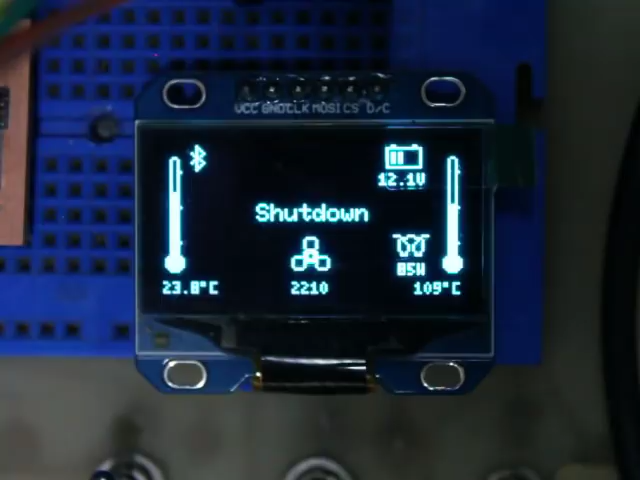 VCC GND CLK MOSI CS D/C
12.1V
Shutdown
85W
23.8°C
2210
109°C